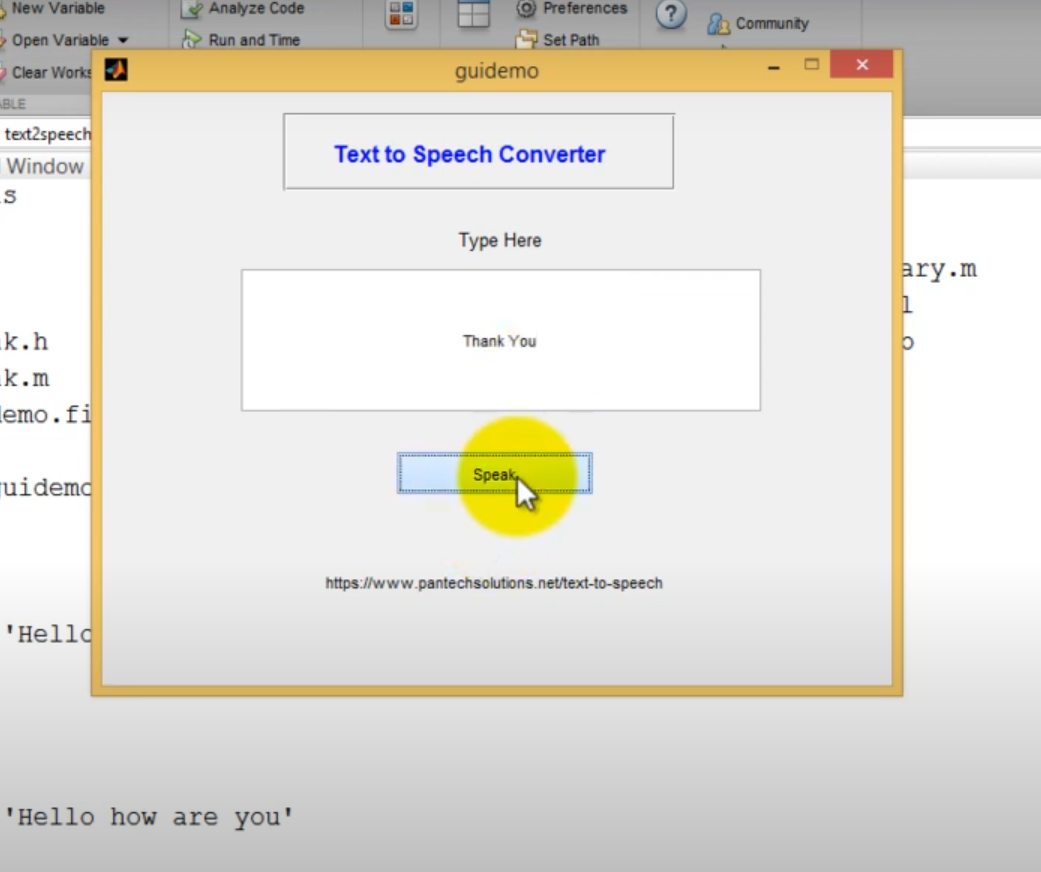 New Variable
Analyze Code
Preferences
Community
Open Variable
Run and Time
Set Path
Clear Works
ABLE
guidemo
text2speech
Window
Text to Speech Converter
Type Here
ary.m
Thank You
k.h
k.m
demo.fi
Speak
guidemo
https://www.pantechsolutions.net/text-to-speech
'Hello
'Hello how are you'